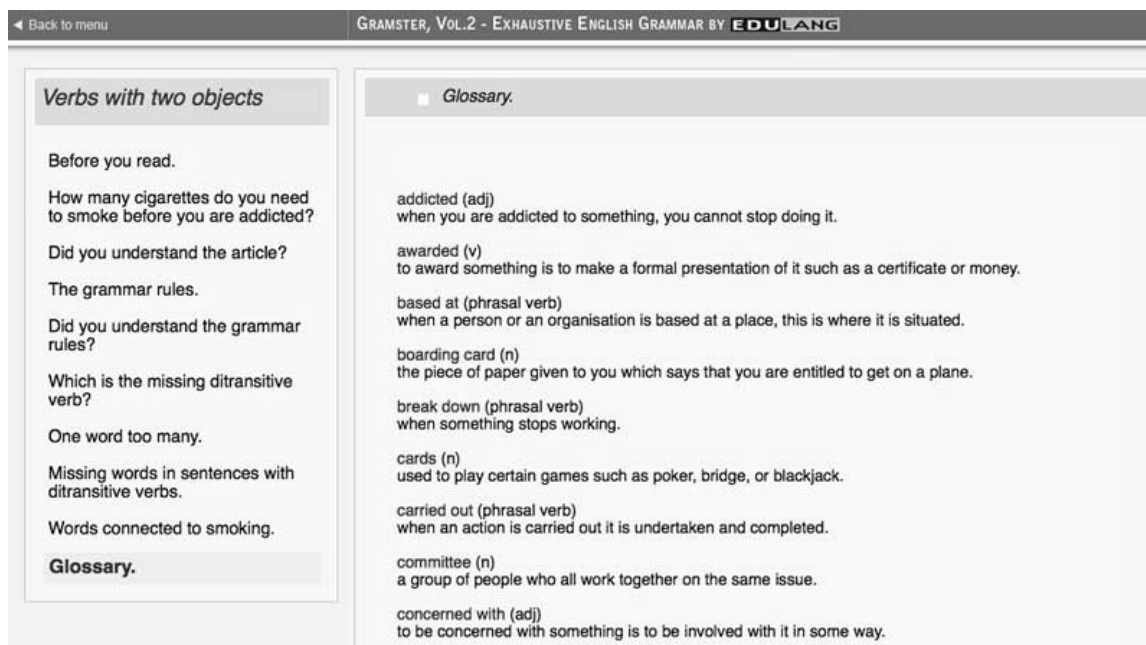 ◄ Back to menu
GRAMSTER, VOL.2 - EXHAUSTIVE ENGLISH GRAMMAR BY EDULANG
Verbs with two objects
Before you read.
How many cigarettes do you need
to smoke before you are addicted?
Did you understand the article?
The grammar rules.
Did you understand the grammar
rules?
Which is the missing ditransitive
verb?
One word too many.
Missing words in sentences with
ditransitive verbs.
Words connected to smoking.
Glossary.
Glossary.
addicted (adj)
when you are addicted to something, you cannot stop doing it.
awarded (v)
to award something is to make a formal presentation of it such as a certificate or money.
based at (phrasal verb)
when a person or an organisation is based at a place, this is where it is situated.
boarding card (n)
the piece of paper given to you which says that you are entitled to get on a plane.
break down (phrasal verb)
when something stops working.
cards (n)
used to play certain games such as poker, bridge, or blackjack.
carried out (phrasal verb)
when an action is carried out it is undertaken and completed.
committee (n)
a group of people who all work together on the same issue.
concerned with (adj)
to be concerned with something is to be involved with it in some way.